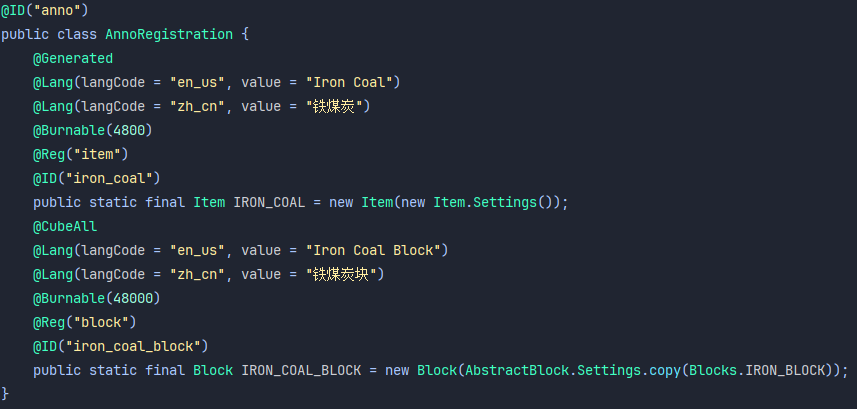 @ID("anno")
public class AnnoRegistration {
    @Generated
    @Lang(langCode = "en_us", value = "Iron Coal")
    @Lang(langCode = "zh_cn", value = "铁煤炭")
    @Burnable(4800)
    @Reg("item")
    @ID("iron_coal")
    public static final Item IRON_COAL = new Item(new Item.Settings());
    @CubeAll
    @Lang(langCode = "en_us", value = "Iron Coal Block")
    @Lang(langCode = "zh_cn", value = "铁煤炭块")
    @Burnable(48000)
    @Reg("block")
    @ID("iron_coal_block")
    public static final Block IRON_COAL_BLOCK = new Block(AbstractBlock.Settings.copy(Blocks.IRON_BLOCK));
}